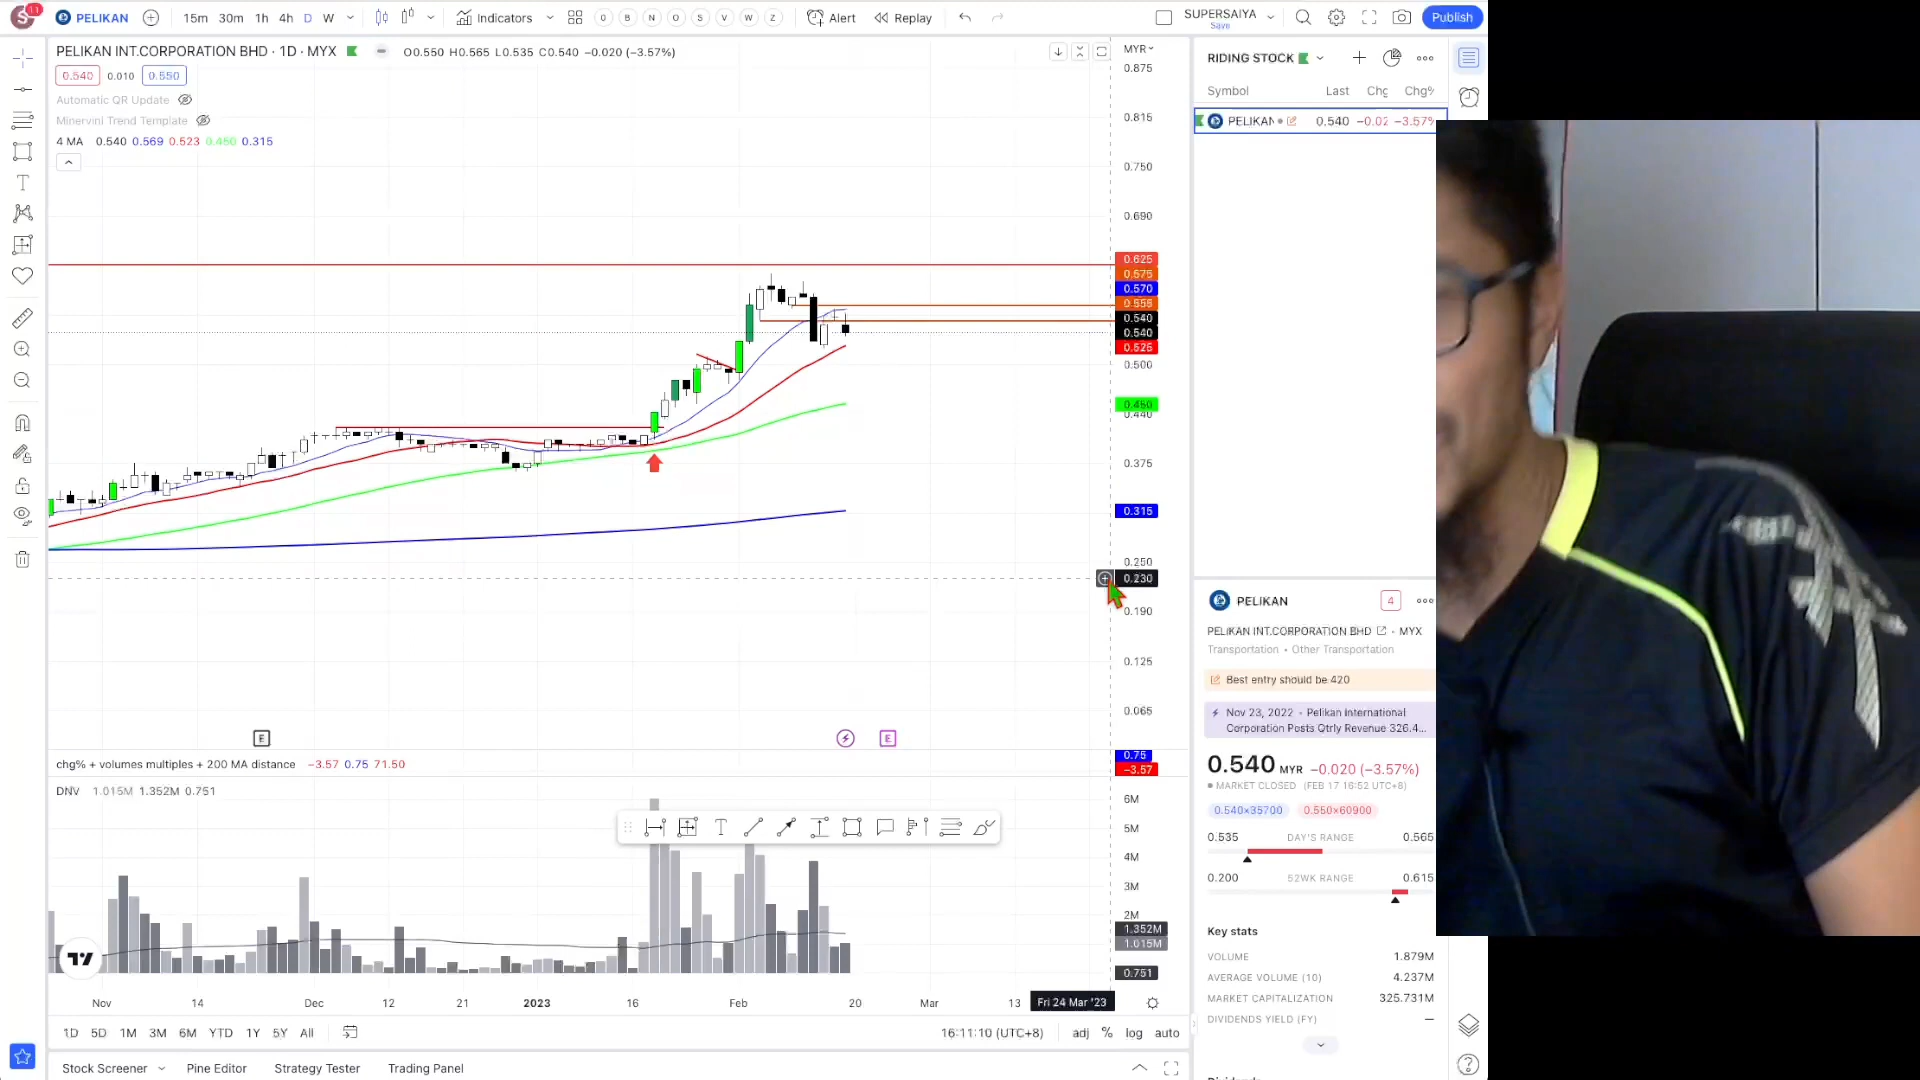 11
PELIKAN
15m 30m 1h 4h D W
Indicators
O B N O S V W Z
Alert
Replay
SUPERSAIYA
Save
Publish
PELIKAN INT.CORPORATION BHD · 1D · MYX
O0.550 H0.565 L0.535 C0.540 −0.020 (−3.57%)
MYR
0.540 0.010 0.550
Automatic QR Update
Minervini Trend Template
4 MA 0.540 0.569 0.523 0.450 0.315
0.875
0.815
0.750
0.690
0.625
0.575
0.570
0.540
0.540
0.525
0.500
0.440
0.375
0.315
0.250
0.230
0.190
0.125
0.065
E
E
chg% + volumes multiples + 200 MA distance −3.57 0.75 71.50
0.75
−3.57
DNV 1.015M 1.352M 0.751
6M
5M
4M
3M
2M
1.352M
1.015M
0.751
Nov 14 Dec 12 21 2023 16 Feb 20 Mar 13 Fri 24 Mar '23
1D 5D 1M 3M 6M YTD 1Y 5Y All
16:11:10 (UTC+8) adj % log auto
Stock Screener Pine Editor Strategy Tester Trading Panel
RIDING STOCK
Symbol Last Chg Chg%
PELIKAN 0.540 −0.02 −3.57%
PELIKAN
4
PELIKAN INT.CORPORATION BHD · MYX
Transportation • Other Transportation
Best entry should be 420
Nov 23, 2022 • Pelikan International
Corporation Posts Qtrly Revenue 326.4...
0.540 MYR −0.020 (−3.57%)
MARKET CLOSED (FEB 17 16:52 UTC+8)
0.540×35700 0.550×60900
0.535 DAY'S RANGE 0.565
0.200 52WK RANGE 0.615
Key stats
VOLUME 1.879M
AVERAGE VOLUME (10) 4.237M
MARKET CAPITALIZATION 325.731M
DIVIDENDS YIELD (FY) —